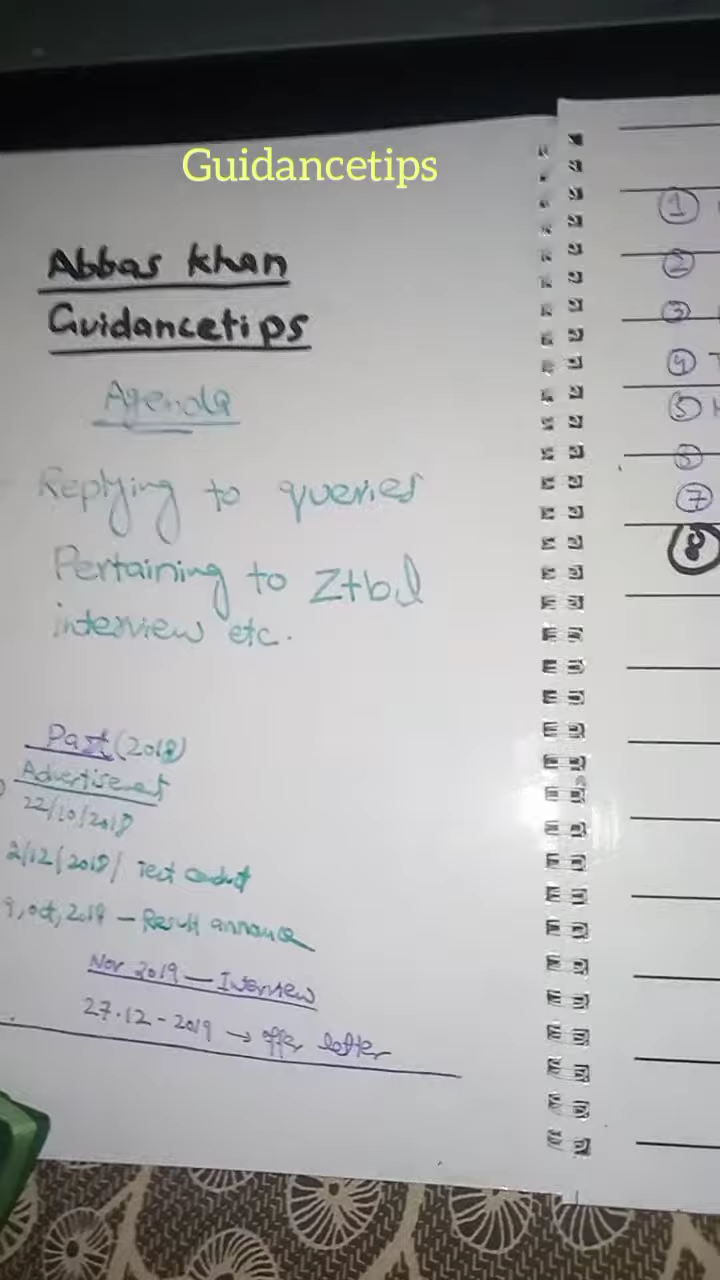 Guidancetips
Abbas khan
Guidancetips
Agenda
Replying to queries
Pertaining to Ztbl
interview etc.
Past (2018)
Advertisement
22/10/2018
2/12/2018/ Test conduct
9, oct, 2019 — Result announce
Nov 2019 — Interview
27.12-2019 → offer letter
1
2
3
4 T
5 H
6
7
8